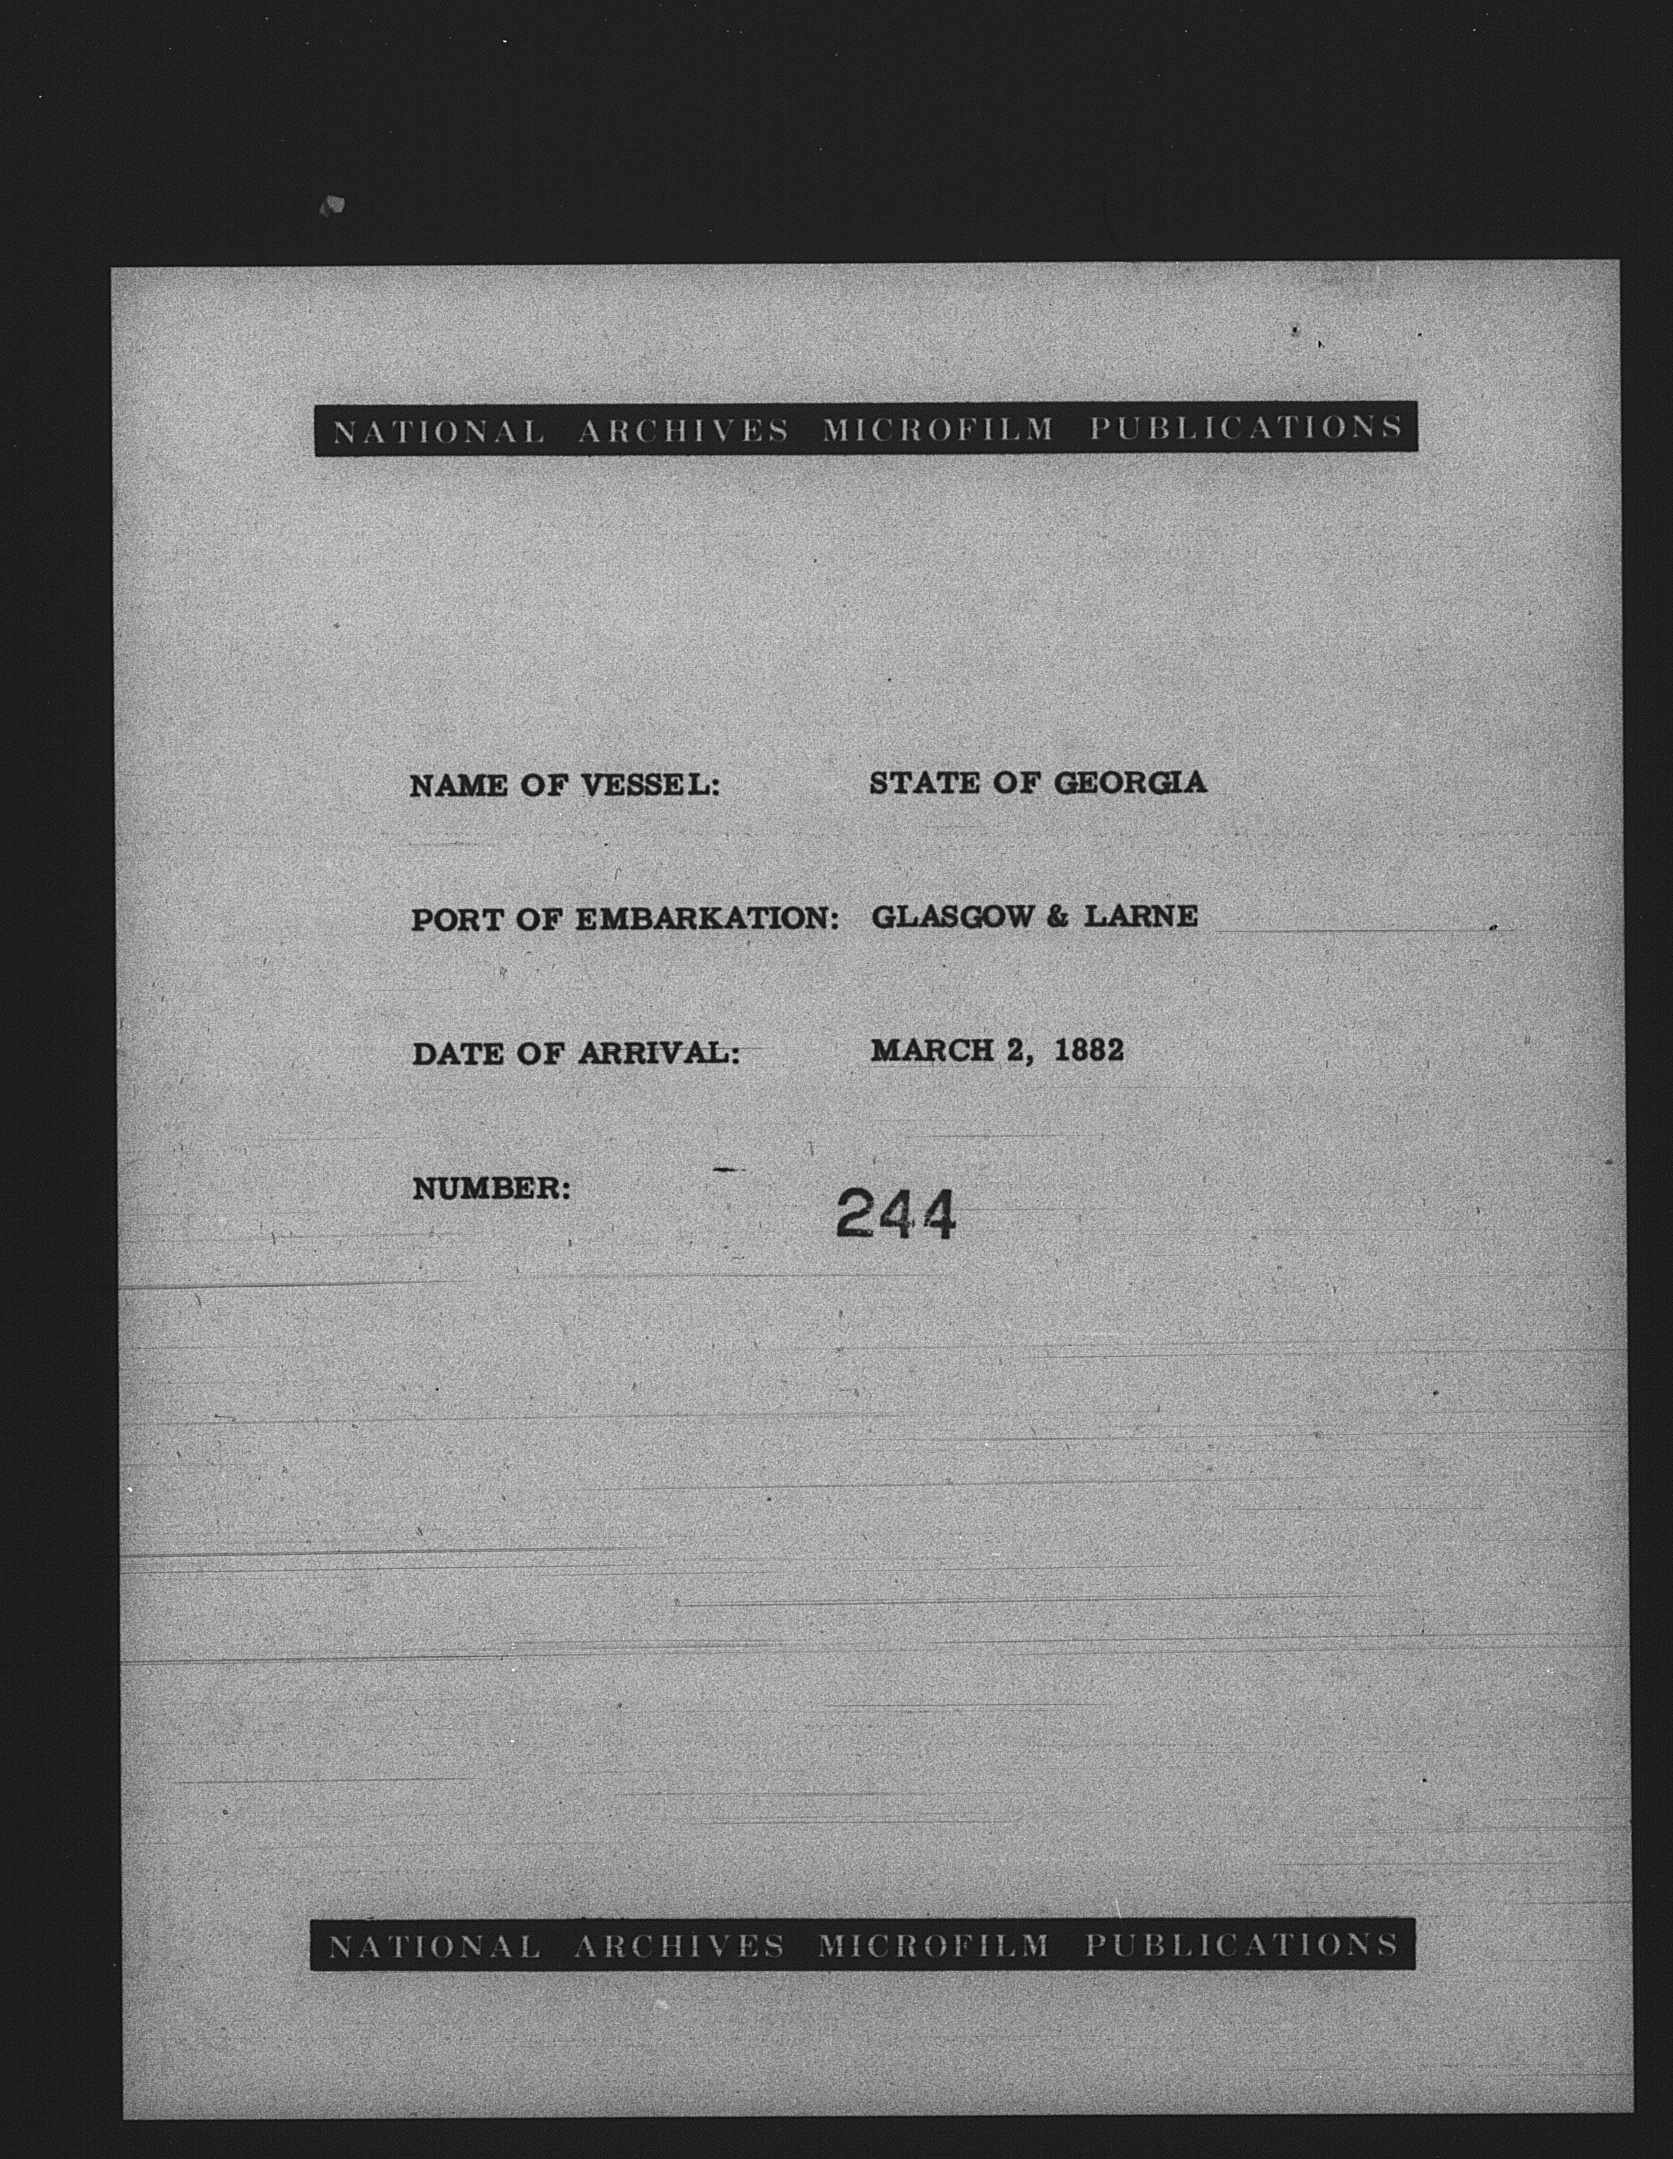 NATIONAL ARCHIVES MICROFILM PUBLICATIONS
NAME OF VESSEL: STATE OF GEORGIA
PORT OF EMBARKATION: GLASGOW & LARNE
DATE OF ARRIVAL: MARCH 2, 1882
NUMBER: 244
NATIONAL ARCHIVES MICROFILM PUBLICATIONS